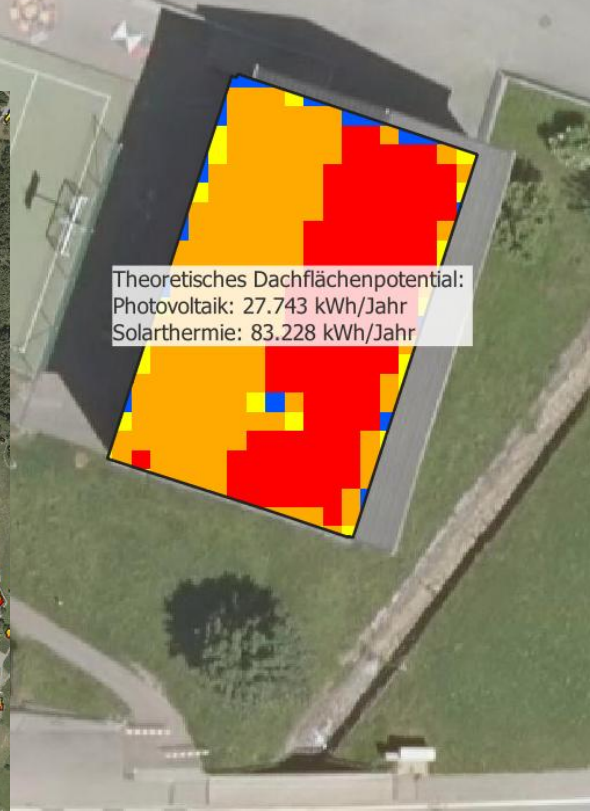 Theoretisches Dachflächenpotential:
Photovoltaik: 27.743 kWh/Jahr
Solarthermie: 83.228 kWh/Jahr